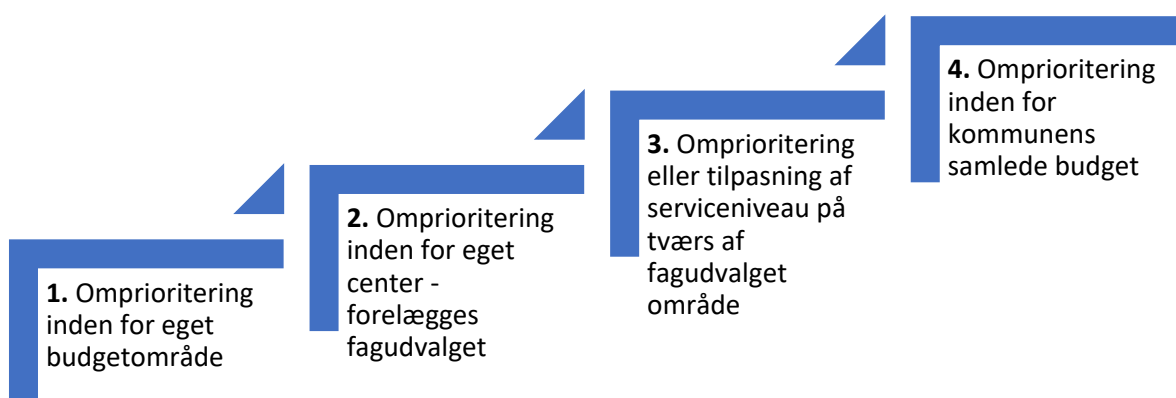 1. Omprioritering
inden for eget
budgetområde
2. Omprioritering
inden for eget
center -
forelægges
fagudvalget
3. Omprioritering
eller tilpasning af
serviceniveau på
tværs af
fagudvalget
område
4. Omprioritering
inden for
kommunens
samlede budget